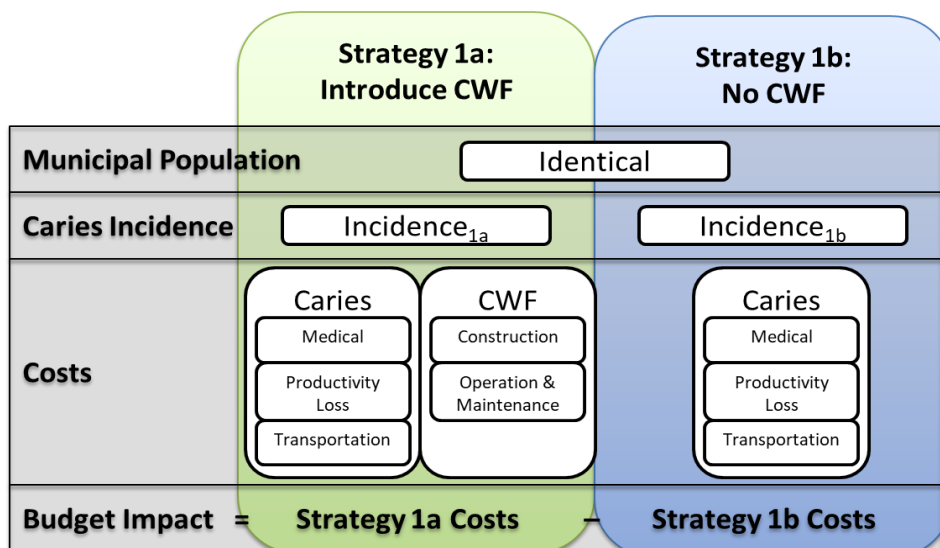 Strategy 1a:
Introduce CWF
Strategy 1b:
No CWF
Municipal Population
Identical
Caries Incidence
Incidence1a
Incidence1b
Costs
Caries
Medical
Productivity
Loss
Transportation
CWF
Construction
Operation &
Maintenance
Caries
Medical
Productivity
Loss
Transportation
Budget Impact = Strategy 1a Costs – Strategy 1b Costs